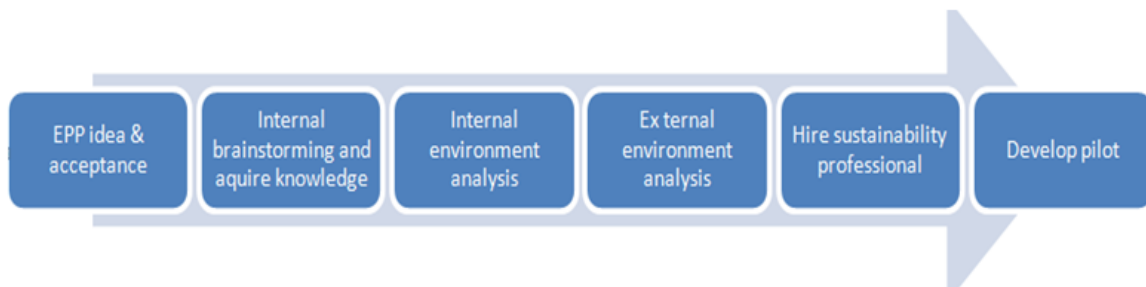 EPP idea &
acceptance
Internal
brainstorming and
aquire knowledge
Internal
environment
analysis
Ex ternal
environment
analysis
Hire sustainability
professional
Develop pilot